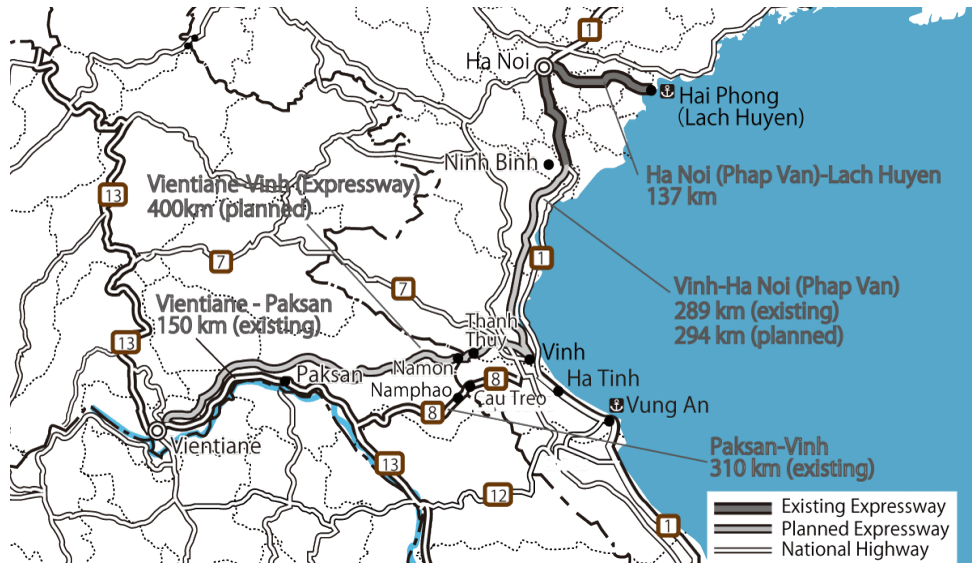 1
Ha Noi
Hai Phong
(Lach Huyen)
Ninh Binh
Ha Noi (Phap Van)-Lach Huyen
137 km
Vientiane-Vinh (Expressway)
400km (planned)
13
7
1
7
Vinh-Ha Noi (Phap Van)
289 km (existing)
294 km (planned)
Vientiane - Paksan
150 km (existing)
13
Thanh
Thuy
Vinh
Namon
Paksan
Namphao
8
Cau Treo
Ha Tinh
8
Vung An
Vientiane
Paksan-Vinh
310 km (existing)
13
12
1
Existing Expressway
Planned Expressway
National Highway